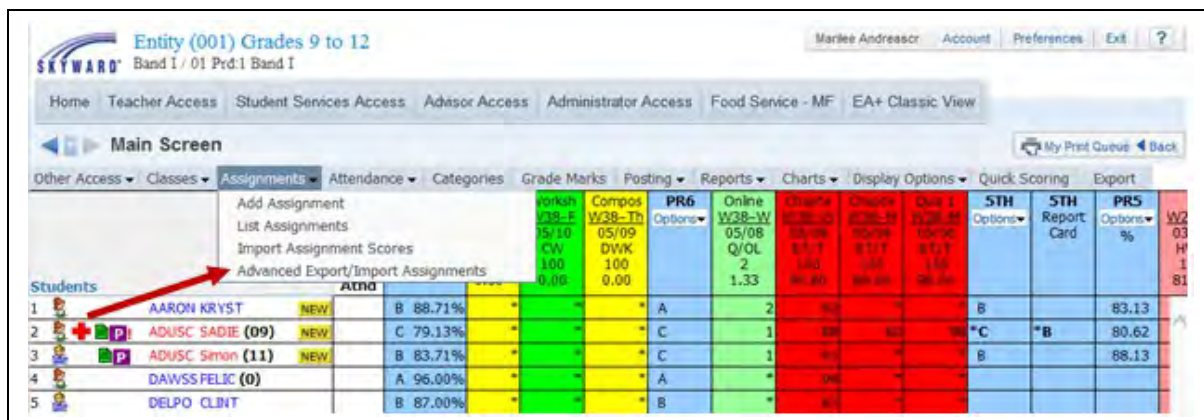 Entity (001) Grades 9 to 12
SKYWARD Band I / 01 Prd:1 Band I
Account Preferences Exit ?
Home Teacher Access Student Services Access Advisor Access Administrator Access Food Service - MF EA+ Classic View
Main Screen
My Print Queue Back
Other Access Classes Assignments Attendance Categories Grade Marks Posting Reports Charts Display Options Quick Scoring Export
Add Assignment
List Assignments
Import Assignment Scores
Advanced Export/Import Assignments
Compos PR6 Online 5TH 5TH PR5
W38-F W38-Th Options W38-W Options Report Options W2
05/10 05/09 05/08 Card % 03
CW DWK Q/OL
100 100 2 1
0.00 0.00 1.33 81
Students Atnd
1 AARON KRYST NEW B 88.71% * * * A 2 B 83.13
2 P! ADUSC SADIE (09) NEW C 79.13% * * * C 1 *C *B 80.62
3 P ADUSC Simon (11) NEW B 83.71% * * * C 1 B 88.13
4 DAWSS FELIC (0) A 96.00% * * * A *
5 DELPO CLINT B 87.00% * * * B *